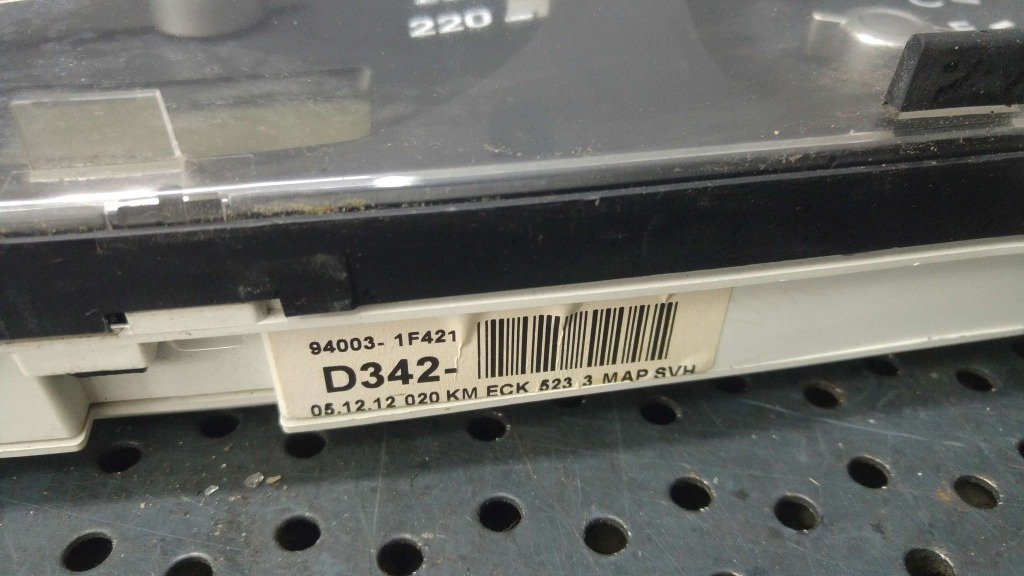 220
94003- 1F421
D342-
05.12.12 020 KM ECK 523 3 MAP SVH